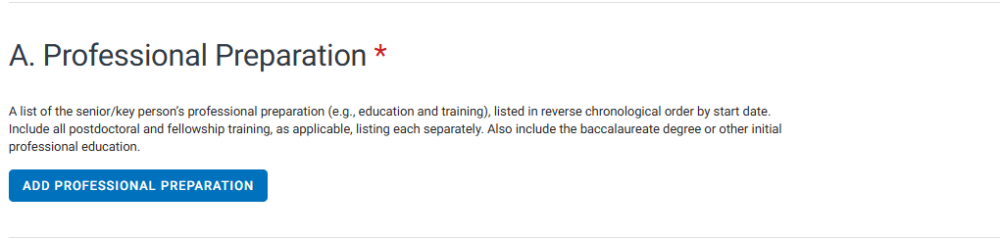 A. Professional Preparation *
A list of the senior/key person's professional preparation (e.g., education and training), listed in reverse chronological order by start date.
Include all postdoctoral and fellowship training, as applicable, listing each separately. Also include the baccalaureate degree or other initial
professional education.
ADD PROFESSIONAL PREPARATION